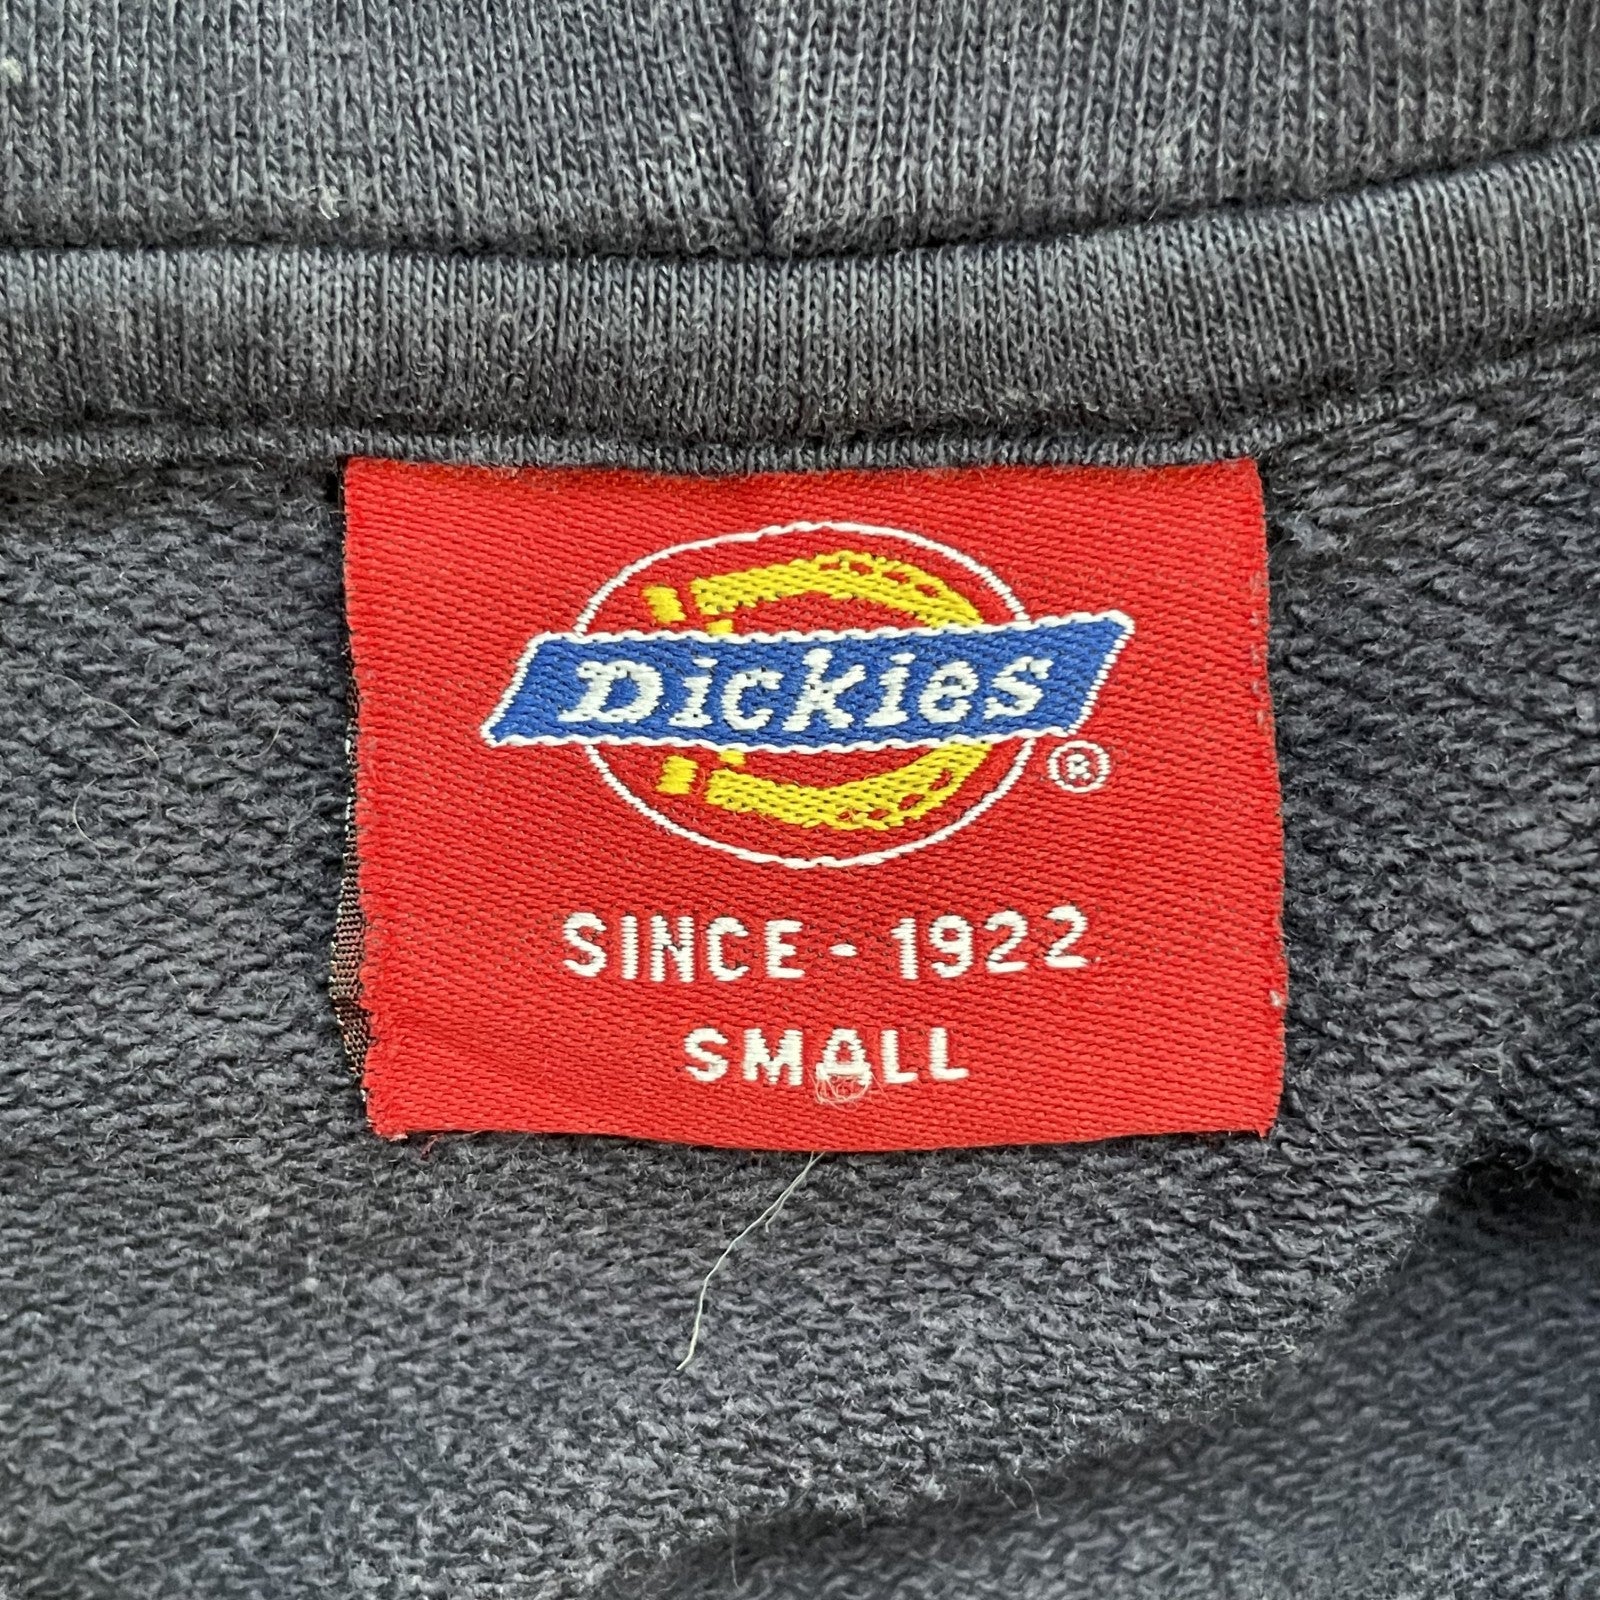 Dickies
®
SINCE - 1922
SMALL